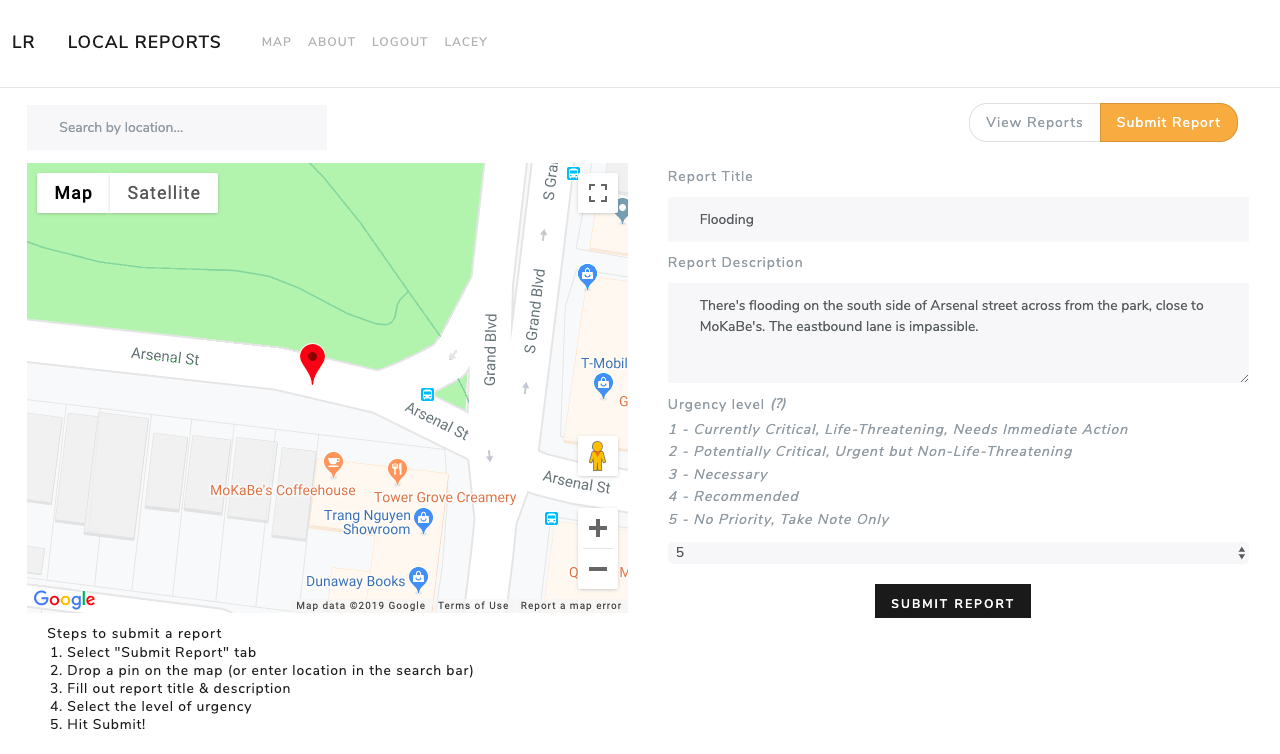 LR LOCAL REPORTS MAP ABOUT LOGOUT LACEY
Search by location...
View Reports Submit Report
Map Satellite
S Gra
S Grand Blvd
Grand Blvd
Arsenal St
Arsenal St
Arsenal St
T-Mobil
G
MoKaBe's Coffeehouse
Tower Grove Creamery
Trang Nguyen
Showroom
Dunaway Books
Q
M
Google
Map data ©2019 Google Terms of Use Report a map error
Steps to submit a report
1. Select "Submit Report" tab
2. Drop a pin on the map (or enter location in the search bar)
3. Fill out report title & description
4. Select the level of urgency
5. Hit Submit!
Report Title
Flooding
Report Description
There's flooding on the south side of Arsenal street across from the park, close to
MoKaBe's. The eastbound lane is impassible.
Urgency level (?)
1 - Currently Critical, Life-Threatening, Needs Immediate Action
2 - Potentially Critical, Urgent but Non-Life-Threatening
3 - Necessary
4 - Recommended
5 - No Priority, Take Note Only
5
SUBMIT REPORT